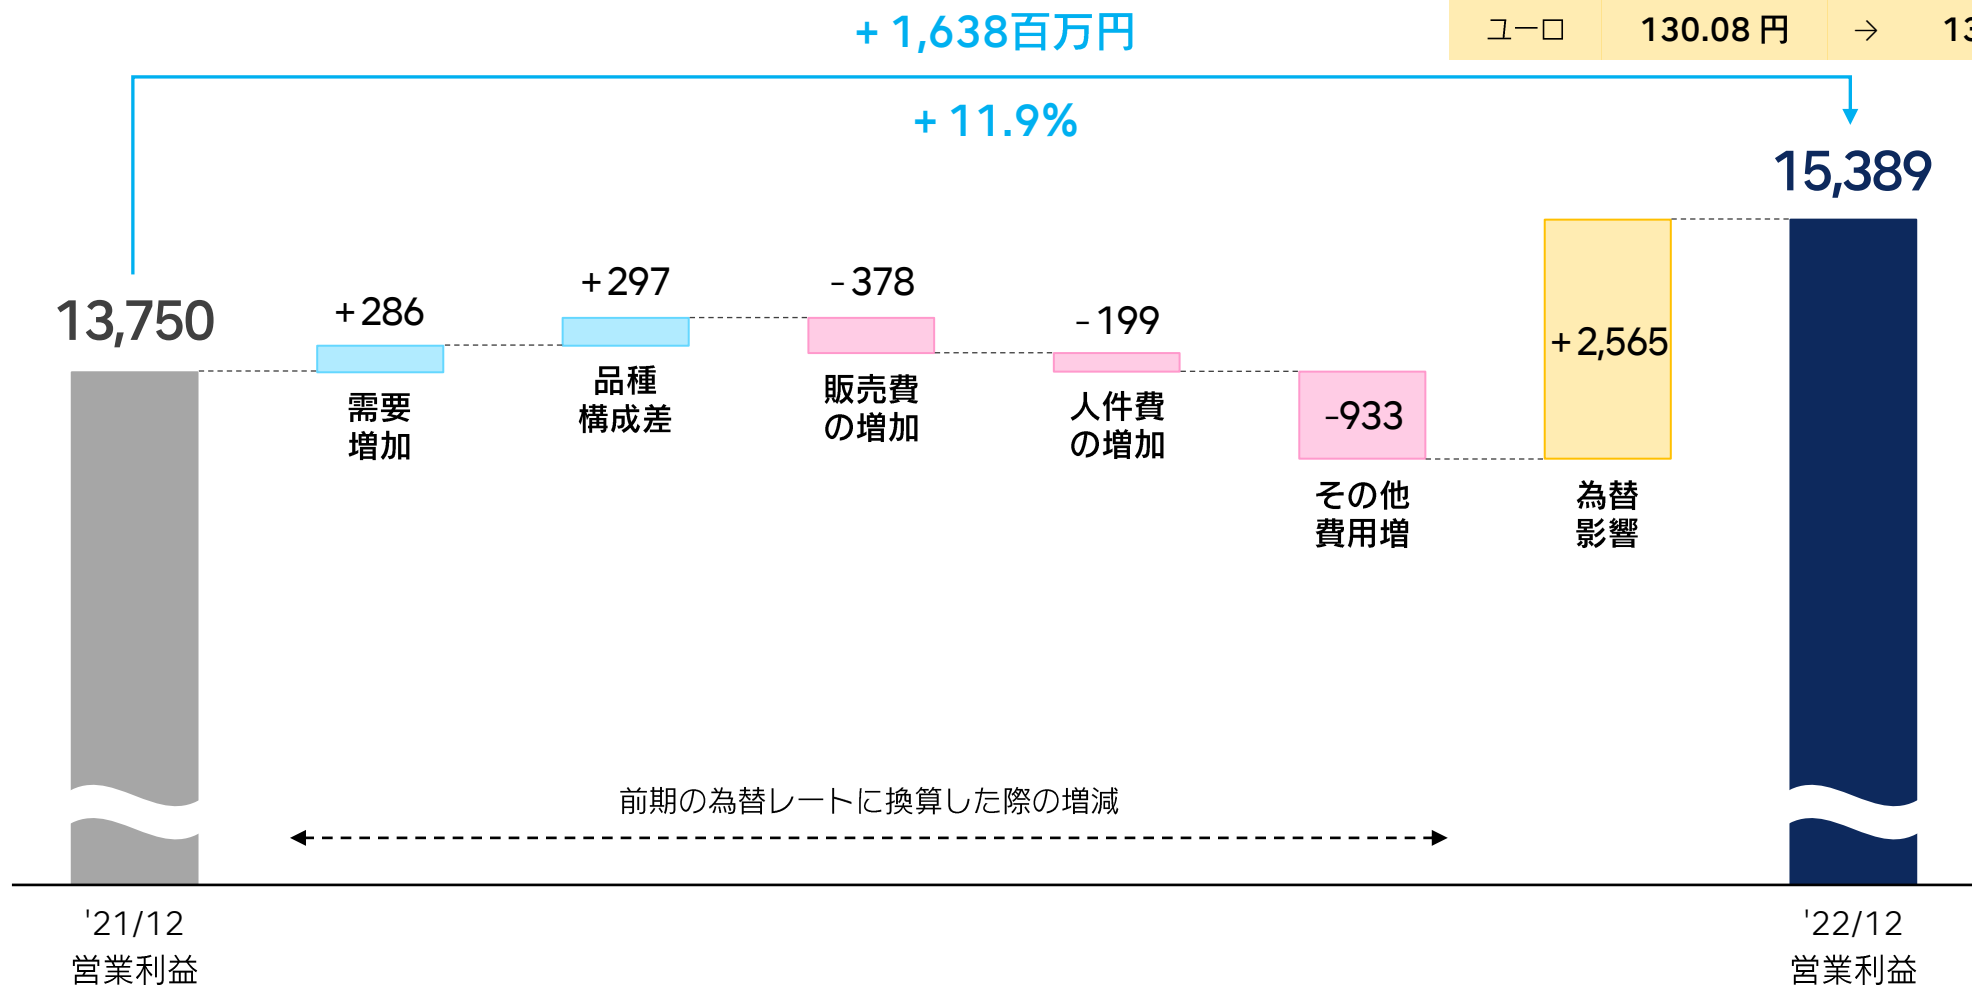 + 1,638百万円
ユーロ 130.08 円 → 13
+ 11.9%
15,389
13,750
+286
+297
-378
-199
-933
+2,565
需要
増加
品種
構成差
販売費
の増加
人件費
の増加
その他
費用増
為替
影響
前期の為替レートに換算した際の増減
'21/12
営業利益
'22/12
営業利益